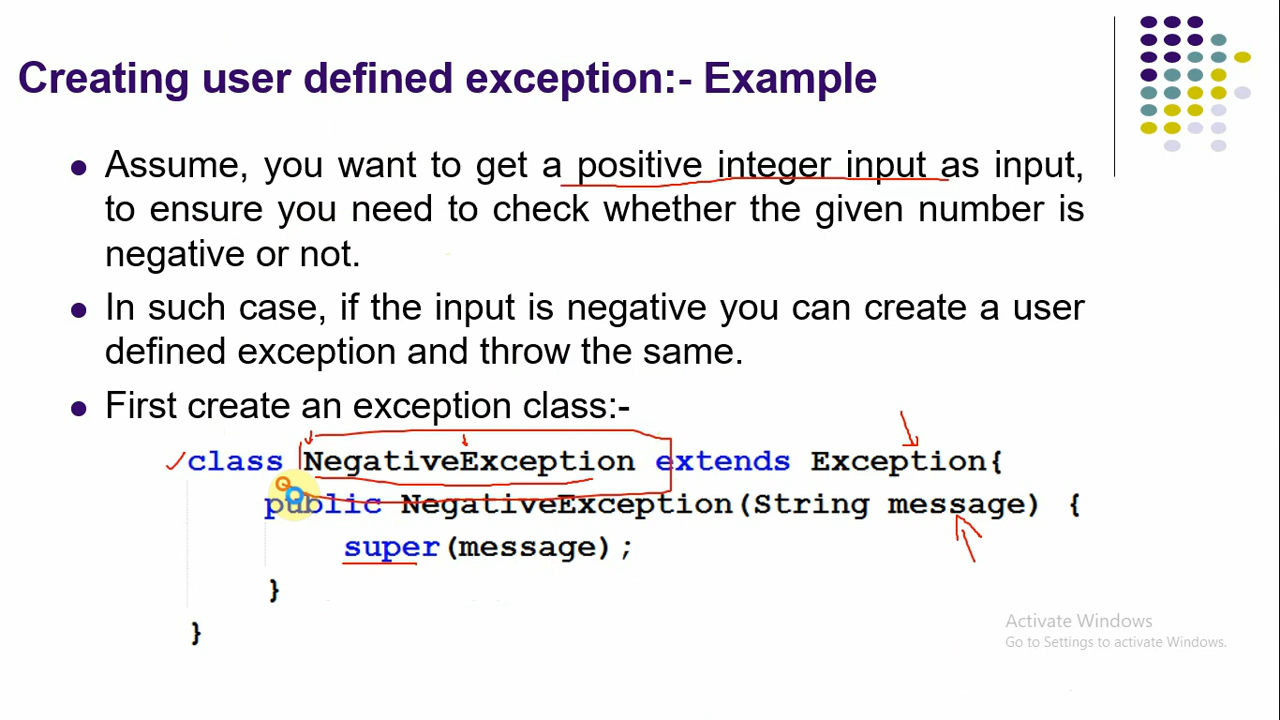 Creating user defined exception:- Example
Assume, you want to get a positive integer input as input,
to ensure you need to check whether the given number is
negative or not.
In such case, if the input is negative you can create a user
defined exception and throw the same.
First create an exception class:-
class NegativeException extends Exception{
public NegativeException(String message) {
super(message);
}
}
Activate Windows
Go to Settings to activate Windows.